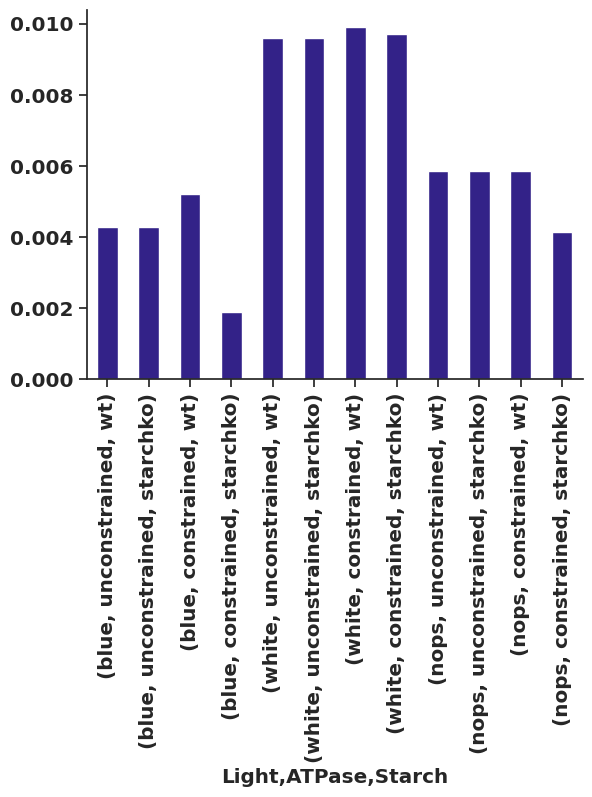 0.010
0.008
0.006
0.004
0.002
0.000
(blue, unconstrained, wt)
(blue, unconstrained, starchko)
(blue, constrained, wt)
(blue, constrained, starchko)
(white, unconstrained, wt)
(white, unconstrained, starchko)
(white, constrained, wt)
(white, constrained, starchko)
(nops, unconstrained, wt)
(nops, unconstrained, starchko)
(nops, constrained, wt)
(nops, constrained, starchko)
Light,ATPase,Starch